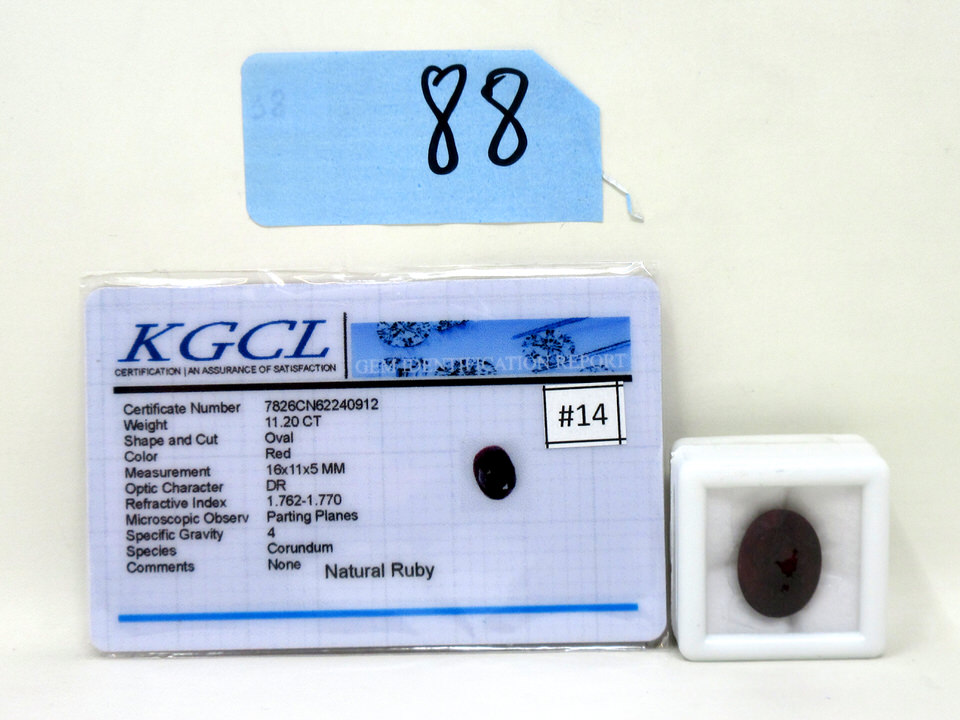 88
38
KGCL
CERTIFICATION | AN ASSURANCE OF SATISFACTION
GEM IDENTIFICATION REPORT
#14
Certificate Number 7826CN62240912
Weight 11.20 CT
Shape and Cut Oval
Color Red
Measurement 16x11x5 MM
Optic Character DR
Refractive Index 1.762-1.770
Microscopic Observ Parting Planes
Specific Gravity 4
Species Corundum
Comments None
Natural Ruby